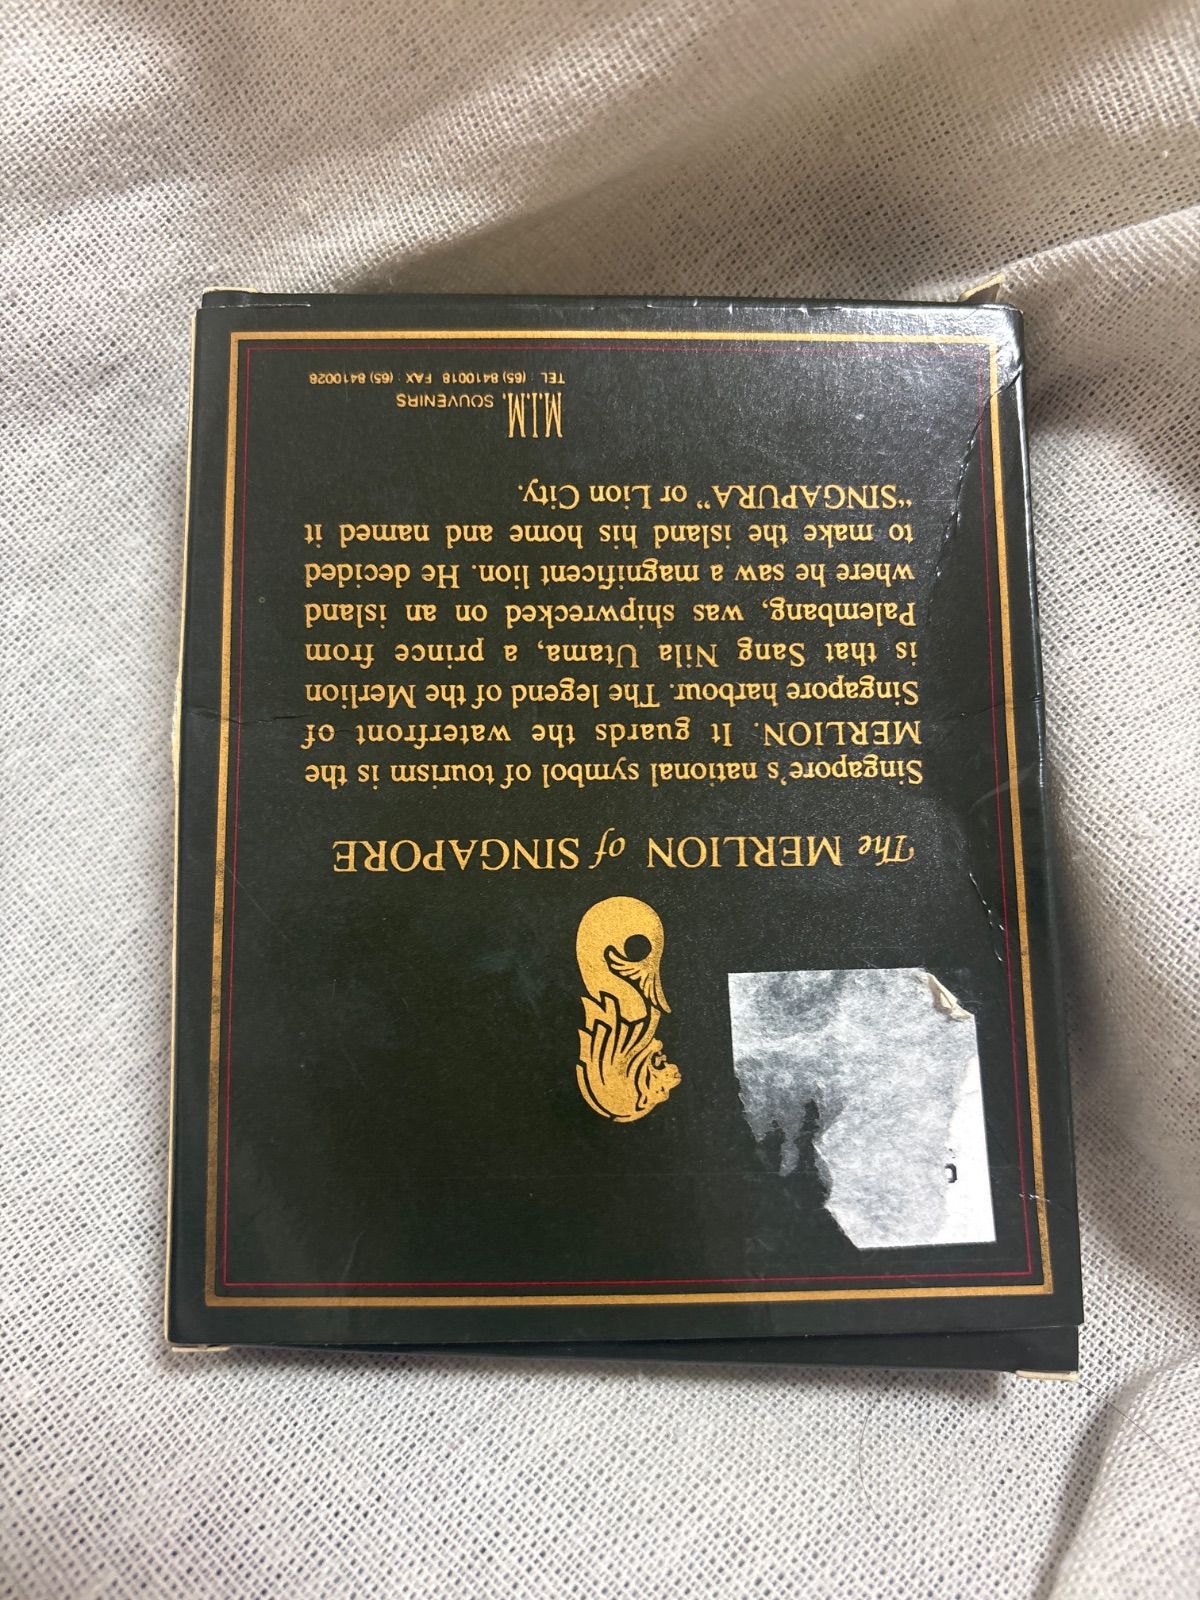 The MERLION of SINGAPORE
Singapore's national symbol of tourism is the
MERLION. It guards the waterfront of
Singapore harbour. The legend of the Merlion
is that Sang Nila Utama, a prince from
Palembang, was shipwrecked on an island
where he saw a magnificent lion. He decided
to make the island his home and named it
“SINGAPURA” or Lion City.
M.I.M. SOUVENIRS
TEL : (65) 8410018 FAX : (65) 8410028